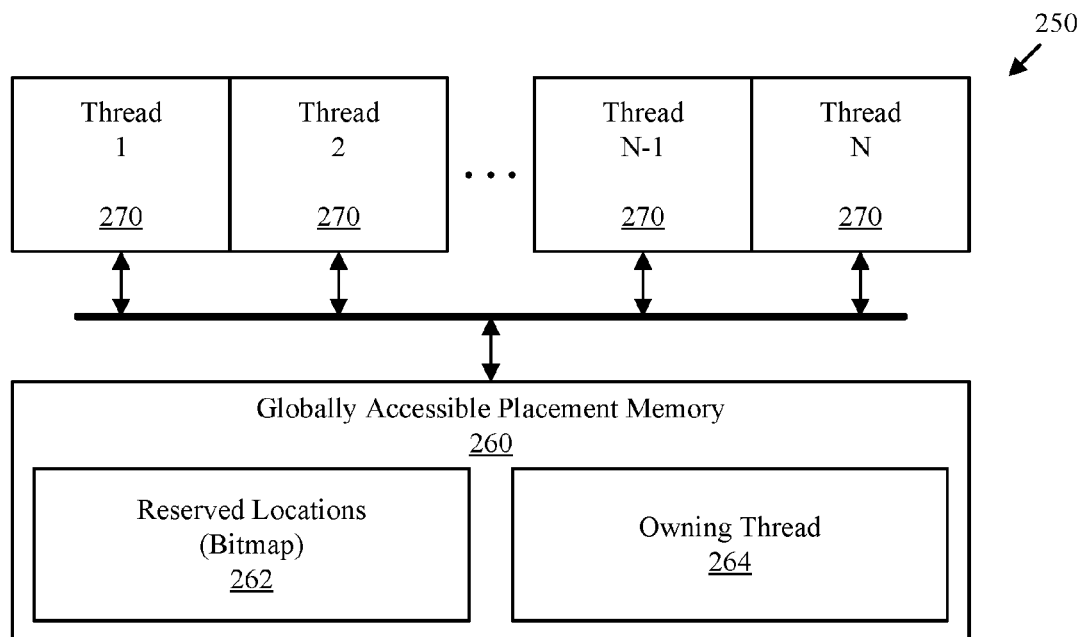 250
Thread
1
270
Thread
2
270
. . .
Thread
N-1
270
Thread
N
270
Globally Accessible Placement Memory
260
Reserved Locations
(Bitmap)
262
Owning Thread
264